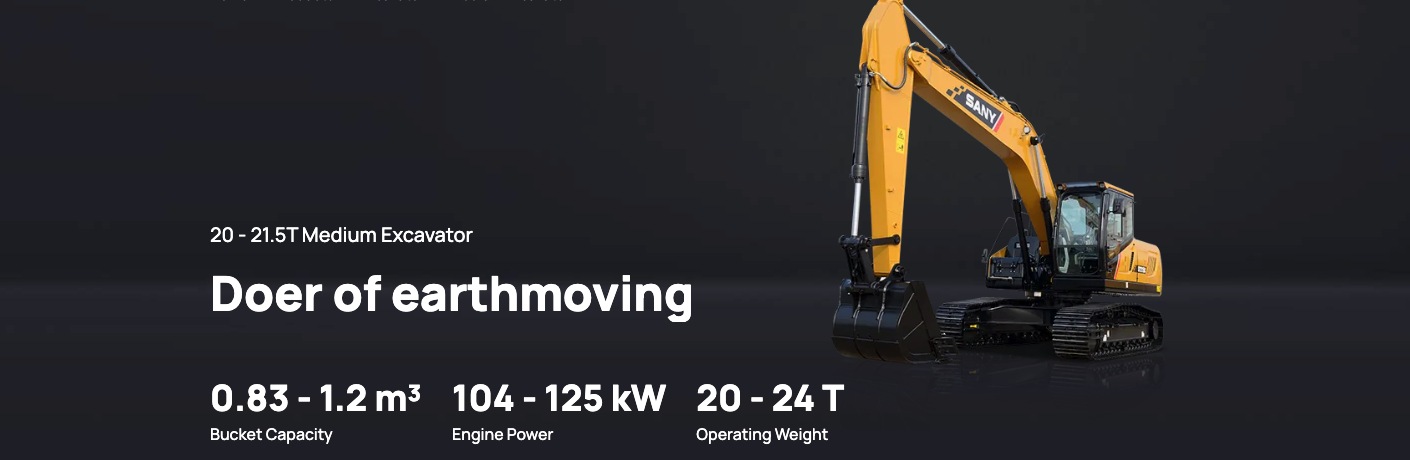 20 - 21.5T Medium Excavator
Doer of earthmoving
0.83 - 1.2 m³ 104 - 125 kW 20 - 24 T
Bucket Capacity Engine Power Operating Weight
SANY